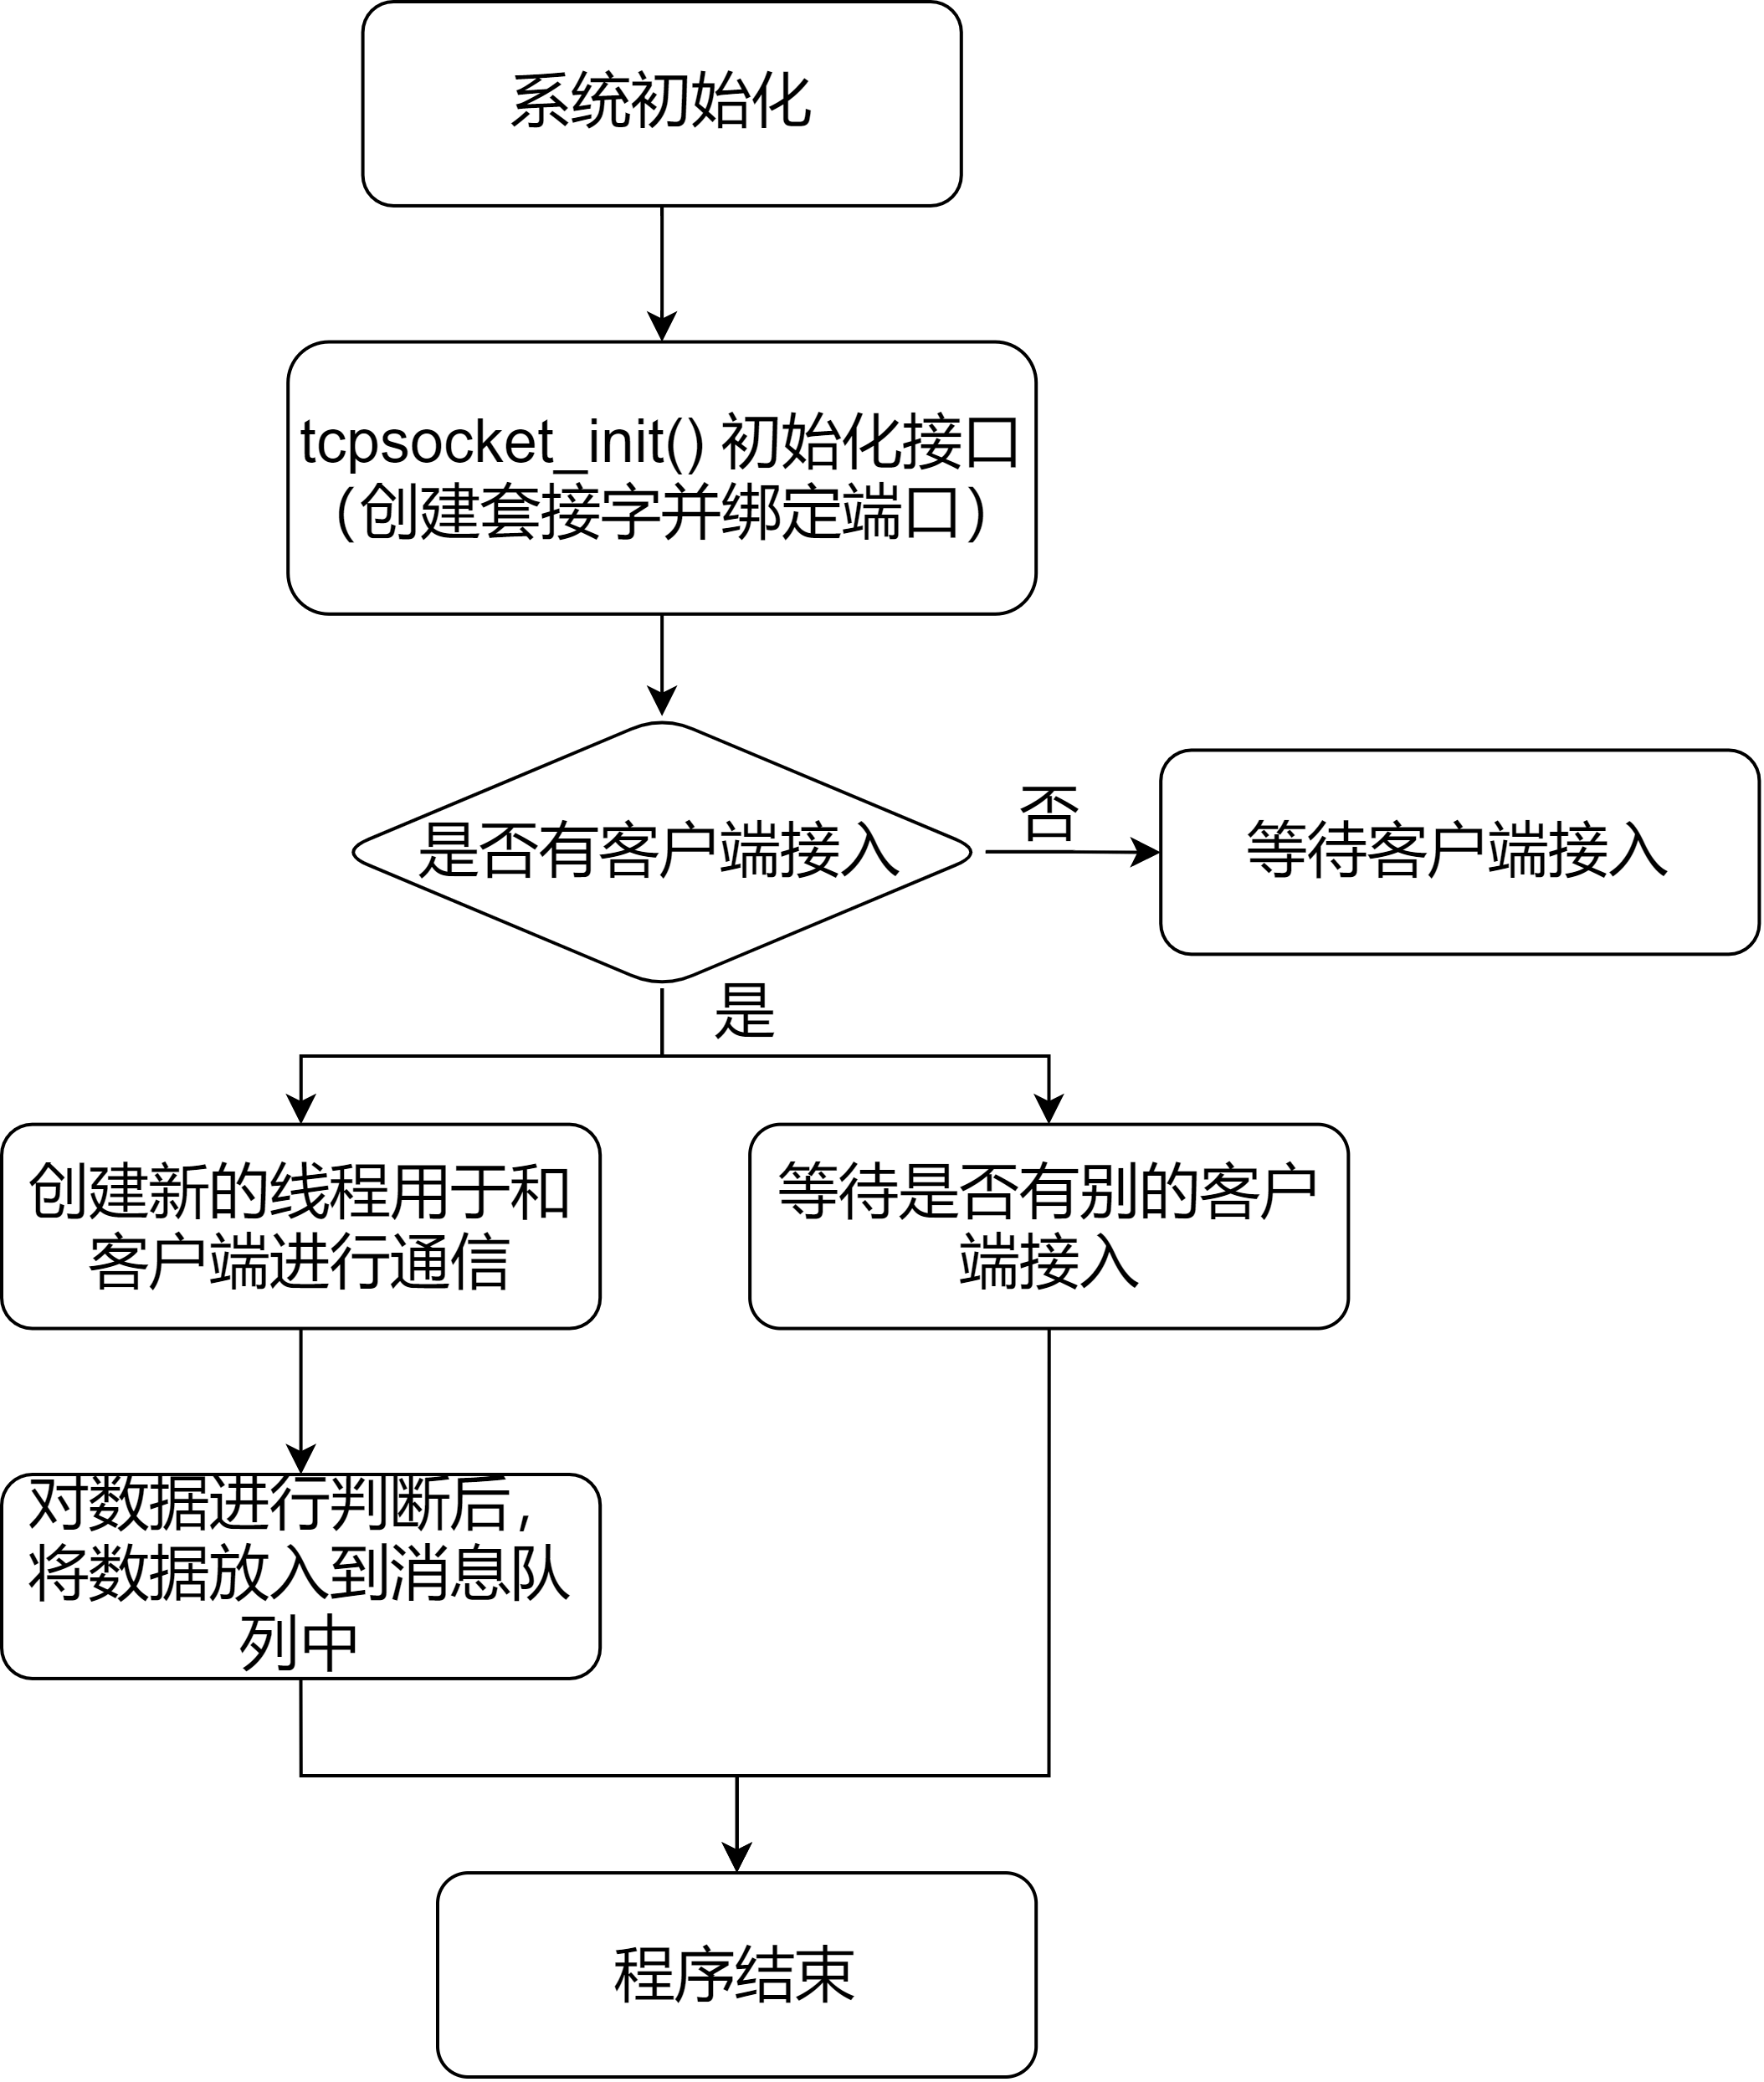 系统初始化
tcpsocket_init() 初始化接口
（创建套接字并绑定端口）
是否有客户端接入
否
等待客户端接入
是
创建新的线程用于和
客户端进行通信
等待是否有别的客户
端接入
对数据进行判断后，
将数据放入到消息队
列中
程序结束